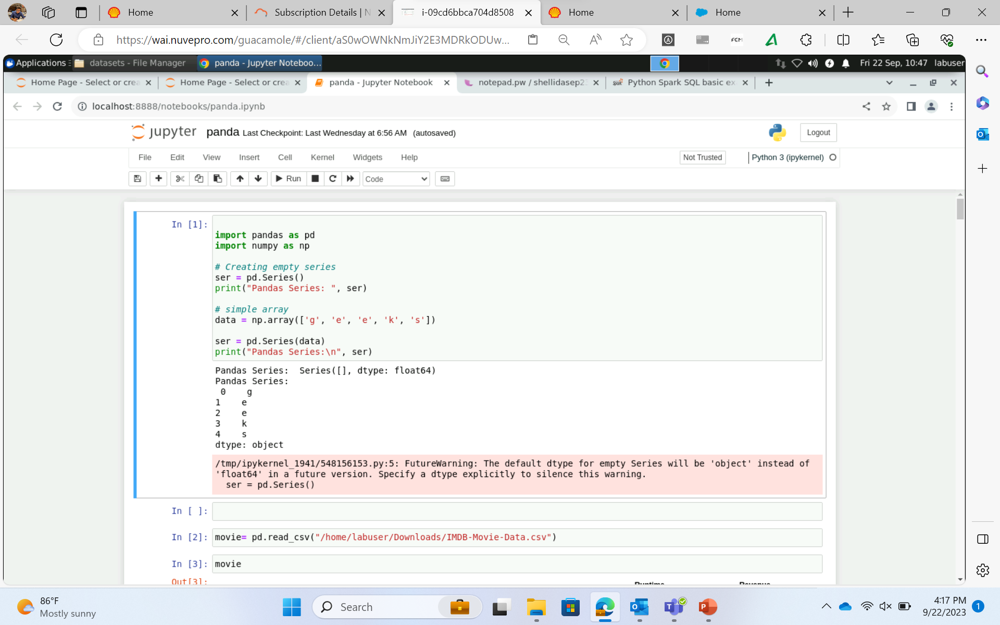 Home
Subscription Details | N
i-09cd6bbca704d8508
Home
Home
https://wai.nuvepro.com/guacamole/#/client/aS0wOWNkNmJiY2E3MDRkODUw...
FCM
Applications
datasets - File Manager
panda - Jupyter Noteboo...
Fri 22 Sep, 10:47
labuser
Home Page - Select or crea
Home Page - Select or crea
panda - Jupyter Notebook
notepad.pw / shellidasep23
Python Spark SQL basic ex
localhost:8888/notebooks/panda.ipynb
jupyter panda Last Checkpoint: Last Wednesday at 6:56 AM (autosaved)
Logout
File Edit View Insert Cell Kernel Widgets Help
Not Trusted
Python 3 (ipykernel)
Run
Code
In [1]:
import pandas as pd
import numpy as np
# Creating empty series
ser = pd.Series()
print("Pandas Series: ", ser)
# simple array
data = np.array(['g', 'e', 'e', 'k', 's'])
ser = pd.Series(data)
print("Pandas Series:\n", ser)
Pandas Series:  Series([], dtype: float64)
Pandas Series:
 0    g
1    e
2    e
3    k
4    s
dtype: object
/tmp/ipykernel_1941/548156153.py:5: FutureWarning: The default dtype for empty Series will be 'object' instead of
'float64' in a future version. Specify a dtype explicitly to silence this warning.
  ser = pd.Series()
In [ ]:
In [2]: movie= pd.read_csv("/home/labuser/Downloads/IMDB-Movie-Data.csv")
In [3]: movie
Out[3]:
Runtime Revenue
86°F
Mostly sunny
Search
4:17 PM
9/22/2023
1